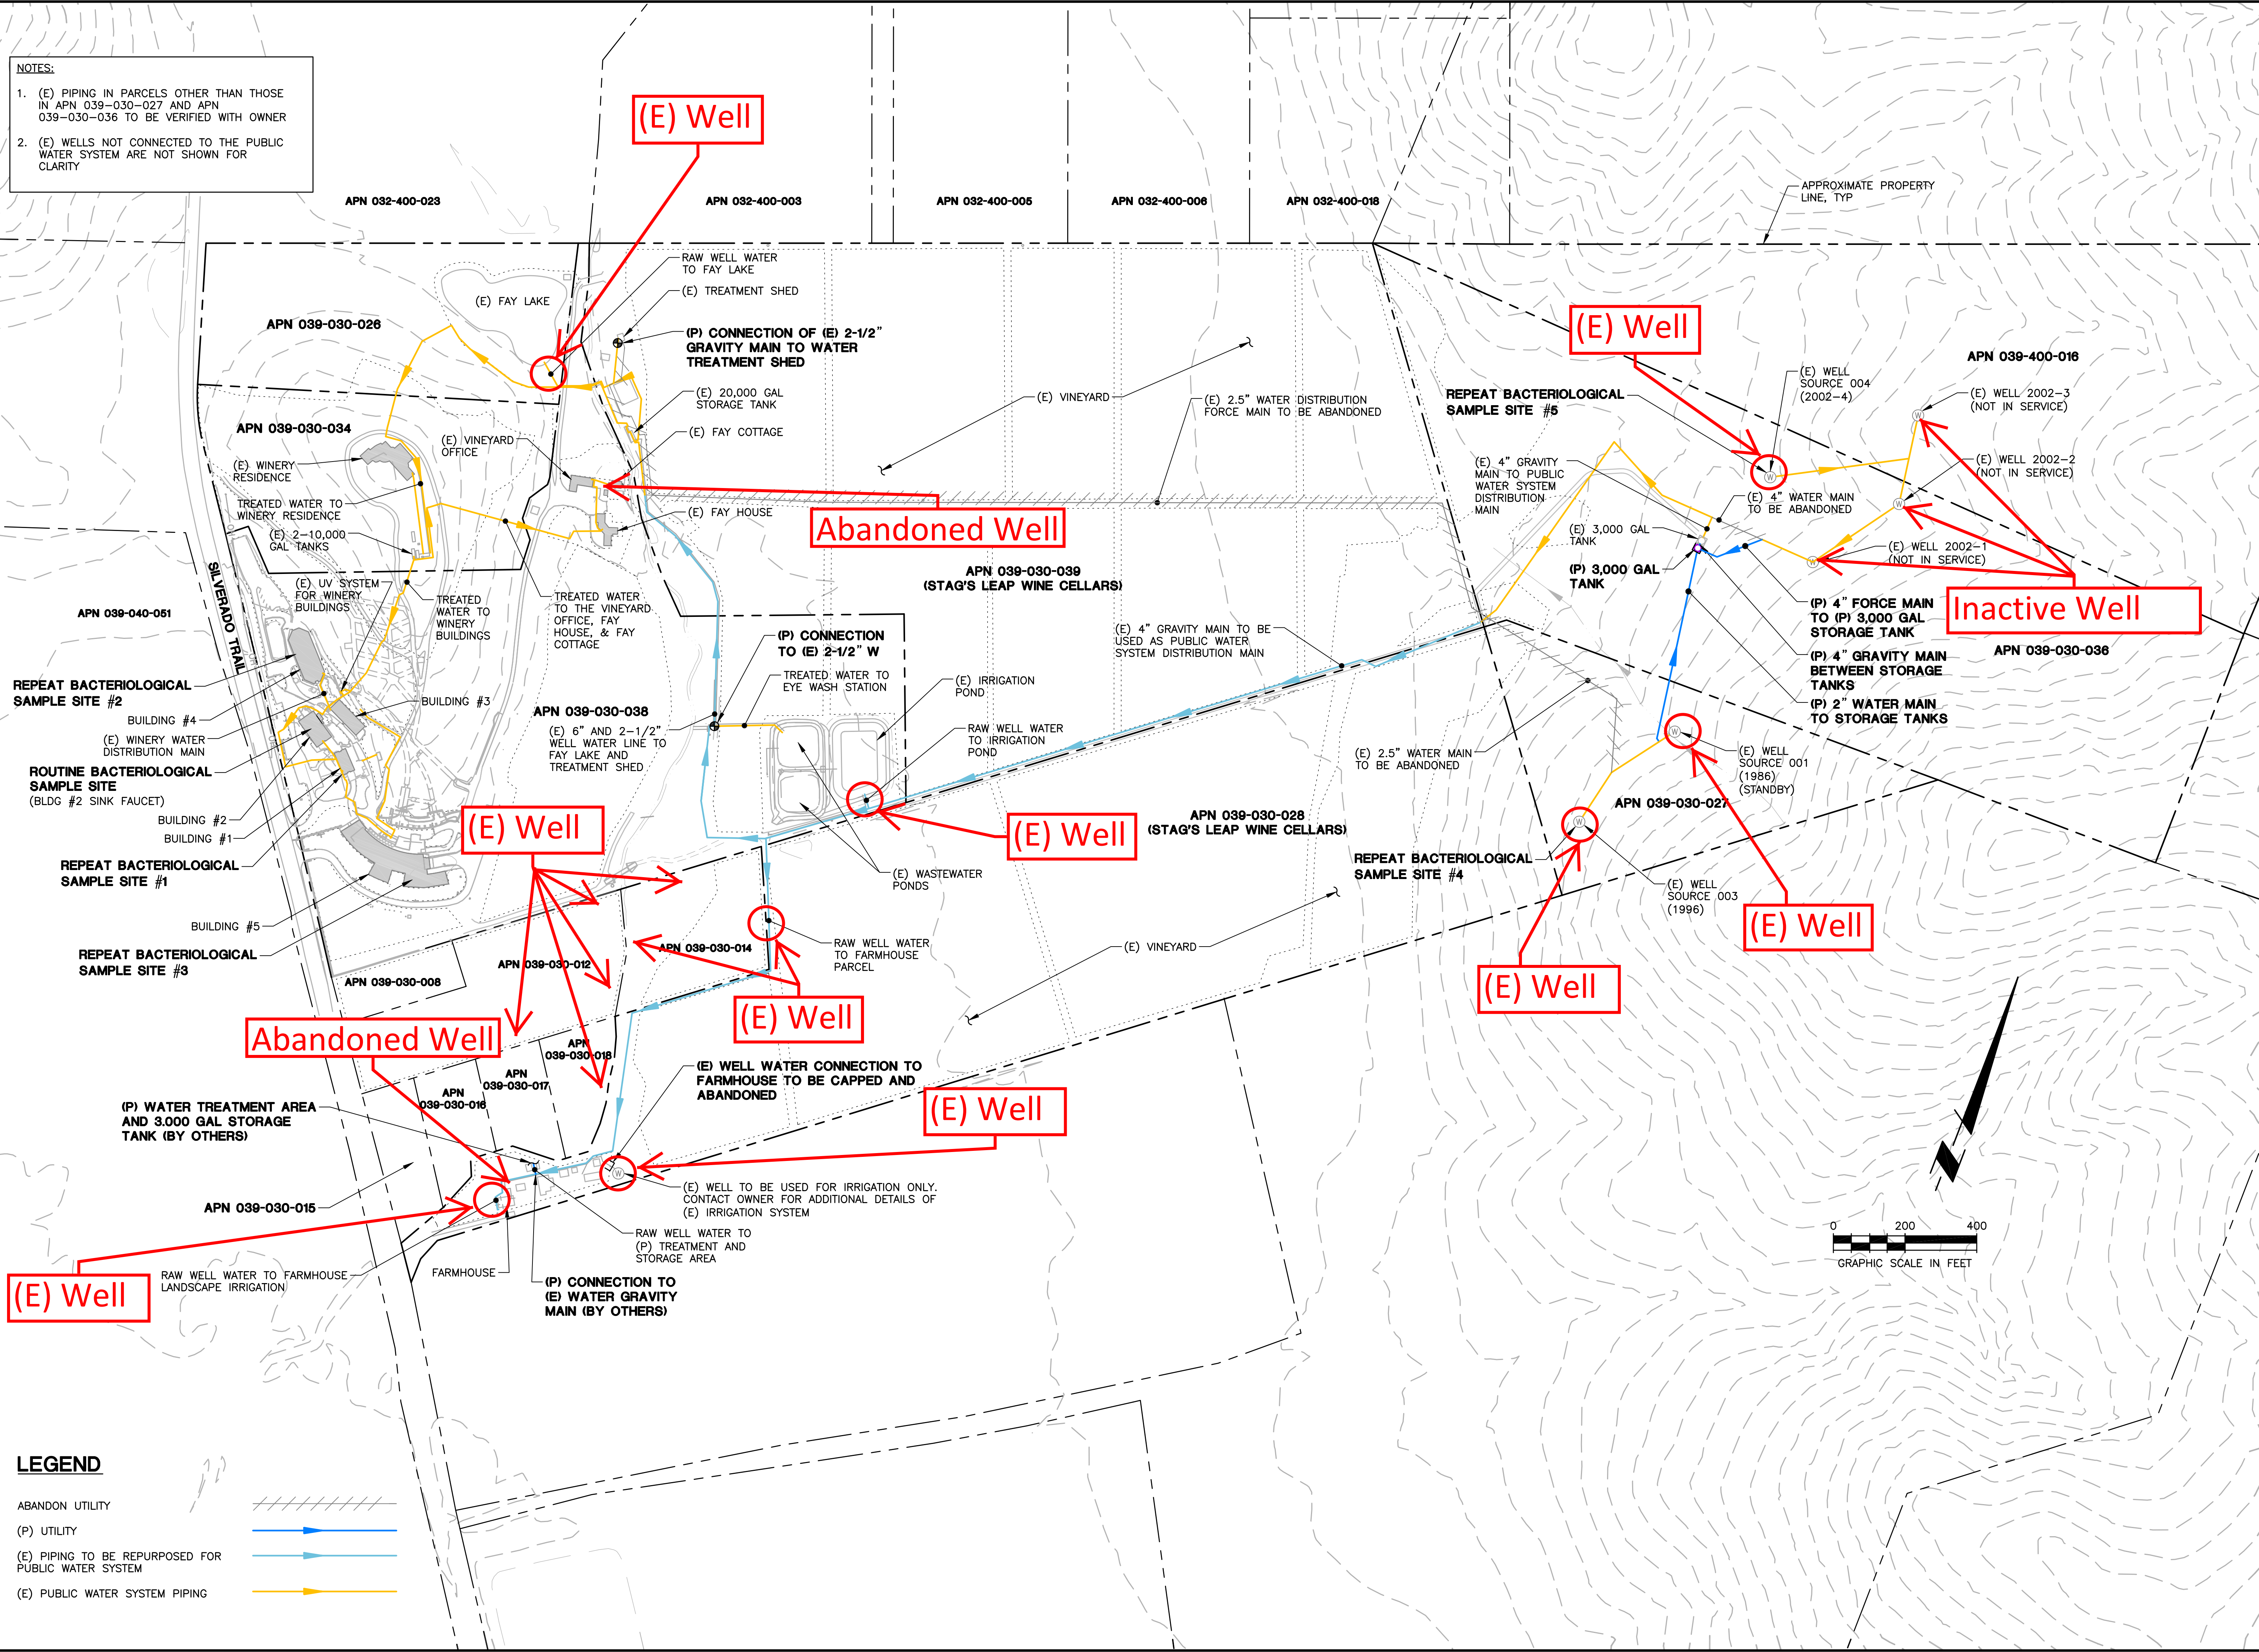 NOTES:
1. (E) PIPING IN PARCELS OTHER THAN THOSE
IN APN 039-030-027 AND APN
039-030-036 TO BE VERIFIED WITH OWNER
2. (E) WELLS NOT CONNECTED TO THE PUBLIC
WATER SYSTEM ARE NOT SHOWN FOR
CLARITY
(E) Well
APN 032-400-023
APN 032-400-003
APN 032-400-005
APN 032-400-006
APN 032-400-018
APPROXIMATE PROPERTY
LINE, TYP
RAW WELL WATER
TO FAY LAKE
(E) TREATMENT SHED
(E) FAY LAKE
APN 039-030-026
(P) CONNECTION OF (E) 2-1/2"
GRAVITY MAIN TO WATER
TREATMENT SHED
(E) 20,000 GAL
STORAGE TANK
(E) FAY COTTAGE
(E) VINEYARD
(E) 2.5" WATER DISTRIBUTION
FORCE MAIN TO BE ABANDONED
(E) Well
APN 039-400-016
REPEAT BACTERIOLOGICAL
SAMPLE SITE #5
(E) WELL
SOURCE 004
(2002-4)
(E) WELL 2002-3
(NOT IN SERVICE)
(E) WELL 2002-2
(NOT IN SERVICE)
(E) WELL 2002-1
(NOT IN SERVICE)
W
W
W
W
APN 039-030-034
(E) VINEYARD
OFFICE
(E) WINERY
RESIDENCE
TREATED WATER TO
WINERY RESIDENCE
(E) 2-10,000
GAL TANKS
(E) FAY HOUSE
Abandoned Well
(E) 4" GRAVITY
MAIN TO PUBLIC
WATER SYSTEM
DISTRIBUTION
MAIN
(E) 4" WATER MAIN
TO BE ABANDONED
(E) 3,000 GAL
TANK
(P) 3,000 GAL
TANK
Inactive Well
(P) 4" FORCE MAIN
TO (P) 3,000 GAL
STORAGE TANK
(P) 4" GRAVITY MAIN
BETWEEN STORAGE
TANKS
(P) 2" WATER MAIN
TO STORAGE TANKS
APN 039-030-036
SILVERADO TRAIL
APN 039-040-051
(E) UV SYSTEM
FOR WINERY
BUILDINGS
TREATED
WATER TO
WINERY
BUILDINGS
TREATED WATER
TO THE VINEYARD
OFFICE, FAY
HOUSE, & FAY
COTTAGE
APN 039-030-039
(STAG'S LEAP WINE CELLARS)
(P) CONNECTION
TO (E) 2-1/2" W
TREATED WATER TO
EYE WASH STATION
(E) IRRIGATION
POND
RAW WELL WATER
TO IRRIGATION
POND
(E) 4" GRAVITY MAIN TO BE
USED AS PUBLIC WATER
SYSTEM DISTRIBUTION MAIN
REPEAT BACTERIOLOGICAL
SAMPLE SITE #2
BUILDING #4
BUILDING #3
(E) WINERY WATER
DISTRIBUTION MAIN
ROUTINE BACTERIOLOGICAL
SAMPLE SITE
(BLDG #2 SINK FAUCET)
BUILDING #2
BUILDING #1
REPEAT BACTERIOLOGICAL
SAMPLE SITE #1
BUILDING #5
REPEAT BACTERIOLOGICAL
SAMPLE SITE #3
APN 039-030-038
(E) 6" AND 2-1/2"
WELL WATER LINE TO
FAY LAKE AND
TREATMENT SHED
(E) Well
(E) Well
(E) WASTEWATER
PONDS
APN 039-030-028
(STAG'S LEAP WINE CELLARS)
(E) 2.5" WATER MAIN
TO BE ABANDONED
W
(E) WELL
SOURCE 001
(1986)
(STANDBY)
APN 039-030-027
W
REPEAT BACTERIOLOGICAL
SAMPLE SITE #4
(E) WELL
SOURCE 003
(1996)
(E) Well
(E) Well
(E) VINEYARD
APN 039-030-014
APN 039-030-012
APN 039-030-008
RAW WELL WATER
TO FARMHOUSE
PARCEL
(E) Well
Abandoned Well
APN
039-030-018
APN
039-030-017
APN
039-030-016
(E) WELL WATER CONNECTION TO
FARMHOUSE TO BE CAPPED AND
ABANDONED
(E) Well
(P) WATER TREATMENT AREA
AND 3.000 GAL STORAGE
TANK (BY OTHERS)
APN 039-030-015
W
(E) WELL TO BE USED FOR IRRIGATION ONLY.
CONTACT OWNER FOR ADDITIONAL DETAILS OF
(E) IRRIGATION SYSTEM
RAW WELL WATER TO
(P) TREATMENT AND
STORAGE AREA
(E) Well
RAW WELL WATER TO FARMHOUSE
LANDSCAPE IRRIGATION
FARMHOUSE
(P) CONNECTION TO
(E) WATER GRAVITY
MAIN (BY OTHERS)
0 200 400
GRAPHIC SCALE IN FEET
LEGEND
ABANDON UTILITY
(P) UTILITY
(E) PIPING TO BE REPURPOSED FOR
PUBLIC WATER SYSTEM
(E) PUBLIC WATER SYSTEM PIPING